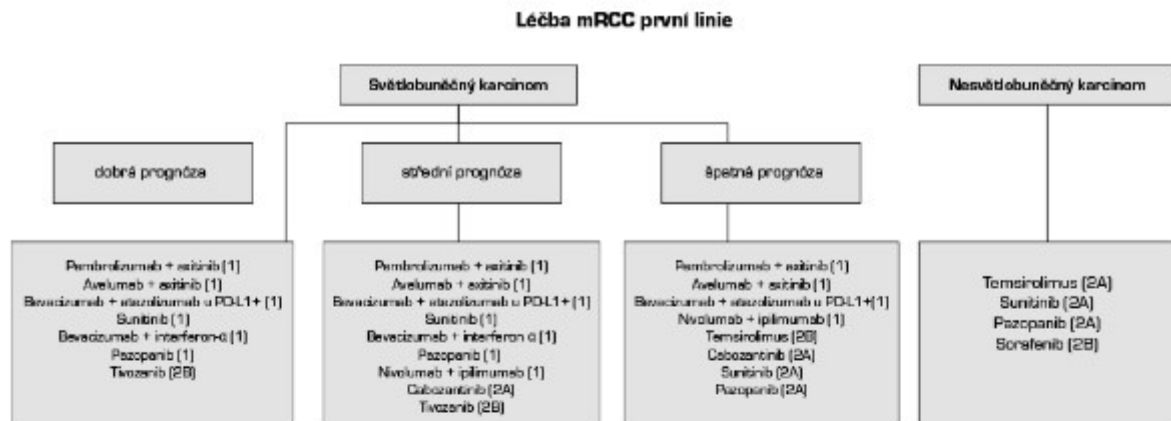 Léčba mRCC první linie
Světlobuněčný karcinom
Nesvětlobuněčný karcinom
dobrá prognóza
střední prognóza
špatná prognóza
Pembrolizumab + axitinib (1)
Avelumab + axitinib (1)
Bevacizumab + atezolizumab u PD-L1+ (1)
Sunitinib (1)
Bevacizumab + interferon-α (1)
Pazopanib (1)
Tivozanib (2B)
Pembrolizumab + axitinib (1)
Avelumab + axitinib (1)
Bevacizumab + atezolizumab u PD-L1+ (1)
Sunitinib (1)
Bevacizumab + interferon α (1)
Pazopanib (1)
Nivolumab + ipilimumab (1)
Cabozantinib (2A)
Tivozanib (2B)
Pembrolizumab + axitinib (1)
Avelumab + axitinib (1)
Bevacizumab + atezolizumab u PD-L1+(1)
Nivolumab + ipilimumab (1)
Temsirolimus (2B)
Cabozantinib (2A)
Sunitinib (2A)
Pazopanib (2A)
Temsirolimus (2A)
Sunitinib (2A)
Pazopanib (2A)
Sorafenib (2B)